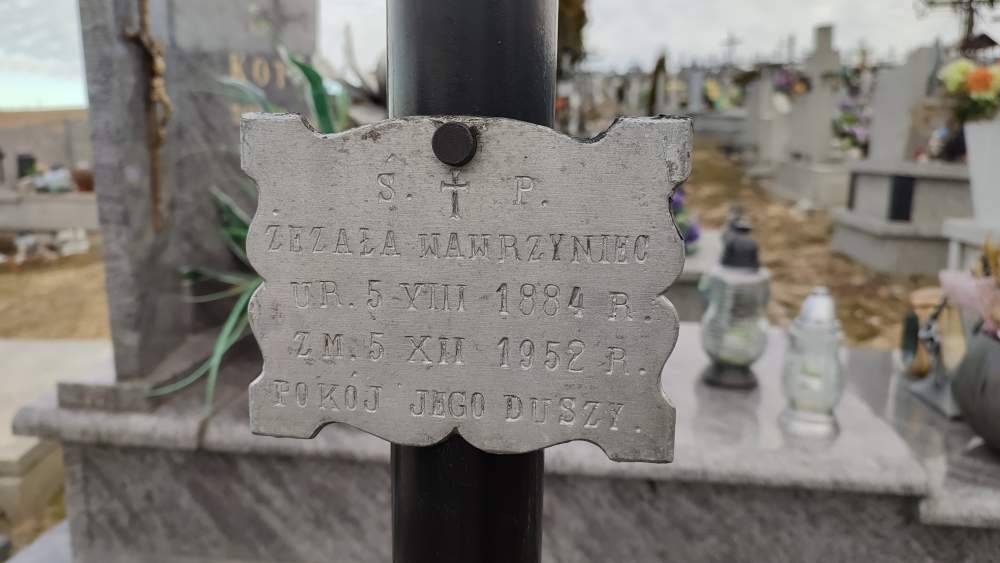 Ś. ✝ P.
ZEZAŁA WAWRZYNIEC
UR. 5 VIII 1884 R.
ZM. 5 XII 1952 R.
POKÓJ JEGO DUSZY.